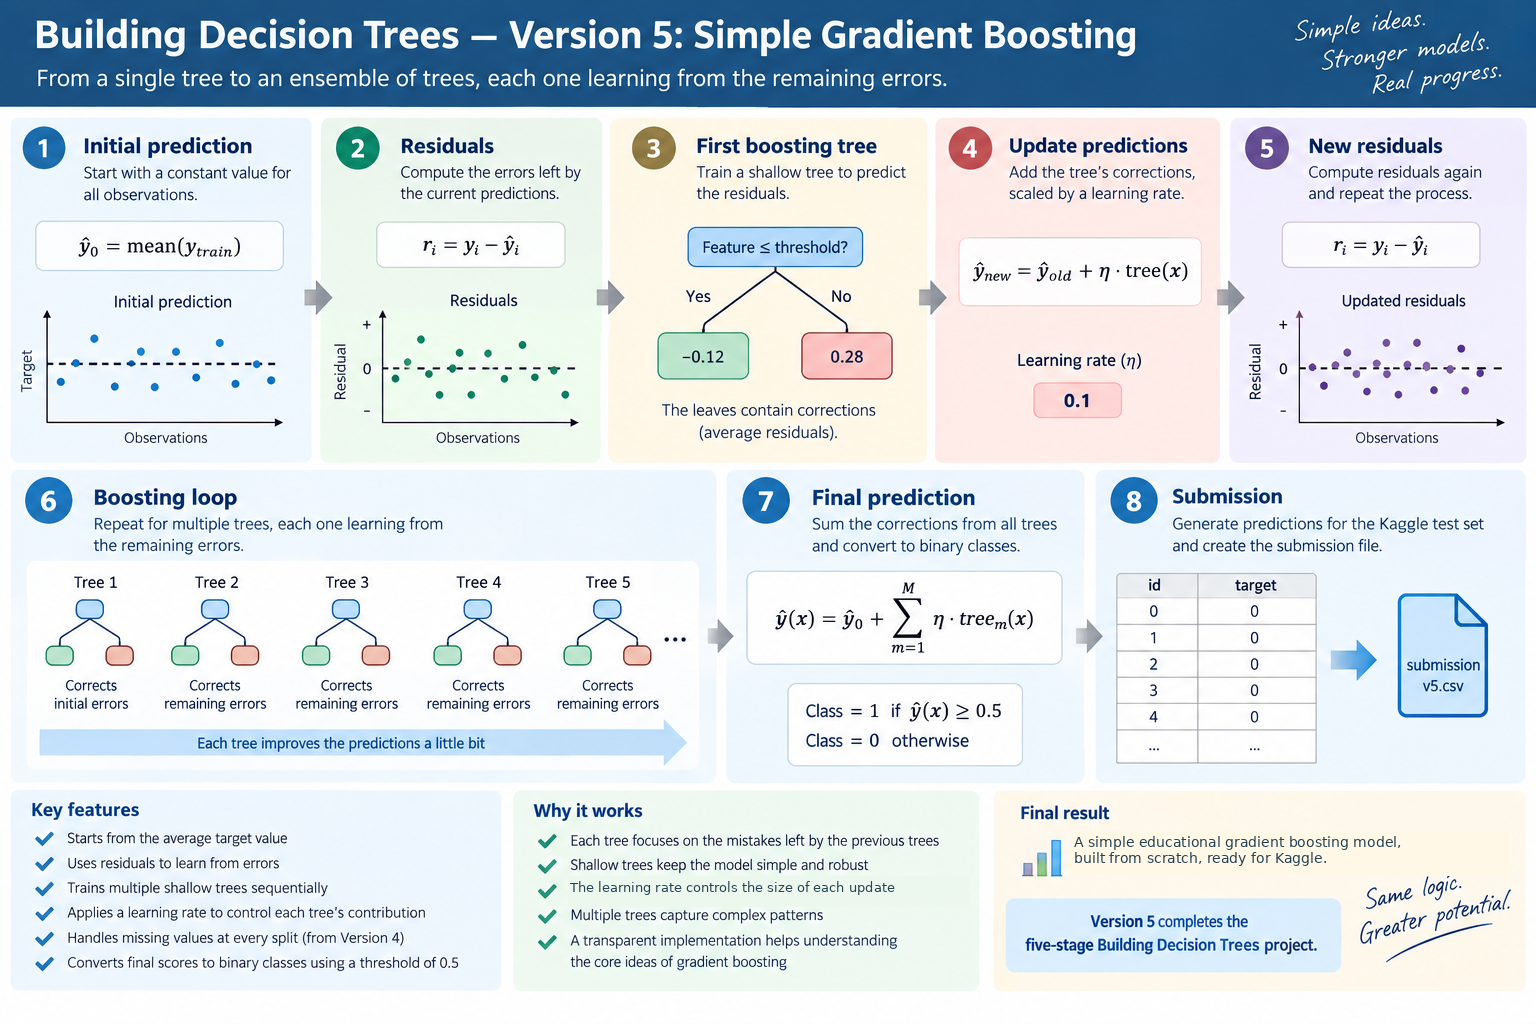 Building Decision Trees — Version 5: Simple Gradient Boosting
From a single tree to an ensemble of trees, each one learning from the remaining errors.
Simple ideas.
Stronger models.
Real progress.
1 Initial prediction
Start with a constant value for
all observations.
ŷ₀ = mean(y_train)
Initial prediction
Target
Observations
2 Residuals
Compute the errors left by
the current predictions.
rᵢ = yᵢ − ŷᵢ
Residuals
+
0
-
Residual
Observations
3 First boosting tree
Train a shallow tree to predict
the residuals.
Feature ≤ threshold?
Yes No
−0.12 0.28
The leaves contain corrections
(average residuals).
4 Update predictions
Add the tree's corrections,
scaled by a learning rate.
ŷ_new = ŷ_old + η · tree(x)
Learning rate (η)
0.1
5 New residuals
Compute residuals again
and repeat the process.
rᵢ = yᵢ − ŷᵢ
Updated residuals
+
0
-
Residual
Observations
6 Boosting loop
Repeat for multiple trees, each one learning from
the remaining errors.
Tree 1 Tree 2 Tree 3 Tree 4 Tree 5
...
Corrects Corrects Corrects Corrects Corrects
initial errors remaining errors remaining errors remaining errors remaining errors
Each tree improves the predictions a little bit
7 Final prediction
Sum the corrections from all trees
and convert to binary classes.
M
ŷ(x) = ŷ₀ + ∑ η · treeₘ(x)
m=1
Class = 1 if ŷ(x) ≥ 0.5
Class = 0 otherwise
8 Submission
Generate predictions for the Kaggle test set
and create the submission file.
id target
0 0
1 0
2 0
3 0
4 0
... ...
submission
v5.csv
Key features
Starts from the average target value
Uses residuals to learn from errors
Trains multiple shallow trees sequentially
Applies a learning rate to control each tree's contribution
Handles missing values at every split (from Version 4)
Converts final scores to binary classes using a threshold of 0.5
Why it works
Each tree focuses on the mistakes left by the previous trees
Shallow trees keep the model simple and robust
The learning rate controls the size of each update
Multiple trees capture complex patterns
A transparent implementation helps understanding
the core ideas of gradient boosting
Final result
A simple educational gradient boosting model,
built from scratch, ready for Kaggle.
Version 5 completes the
five-stage Building Decision Trees project.
Same logic.
Greater potential.